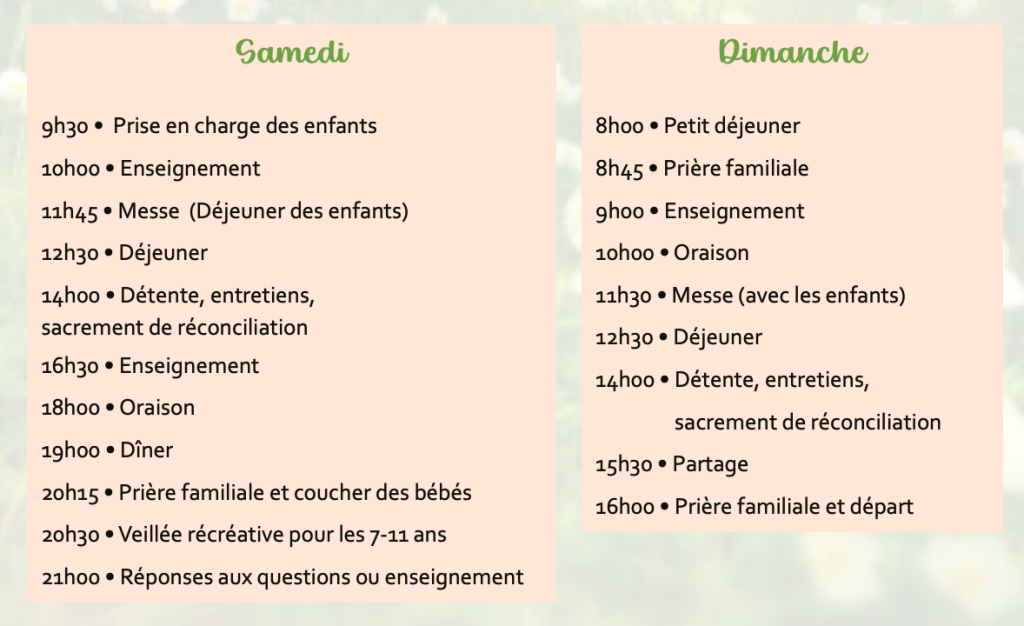 Samedi
9h30 • Prise en charge des enfants
10h00 • Enseignement
11h45 • Messe (Déjeuner des enfants)
12h30 • Déjeuner
14h00 • Détente, entretiens,
sacrement de réconciliation
16h30 • Enseignement
18h00 • Oraison
19h00 • Dîner
20h15 • Prière familiale et coucher des bébés
20h30 • Veillée récréative pour les 7-11 ans
21h00 • Réponses aux questions ou enseignement
Dimanche
8h00 • Petit déjeuner
8h45 • Prière familiale
9h00 • Enseignement
10h00 • Oraison
11h30 • Messe (avec les enfants)
12h30 • Déjeuner
14h00 • Détente, entretiens,
sacrement de réconciliation
15h30 • Partage
16h00 • Prière familiale et départ